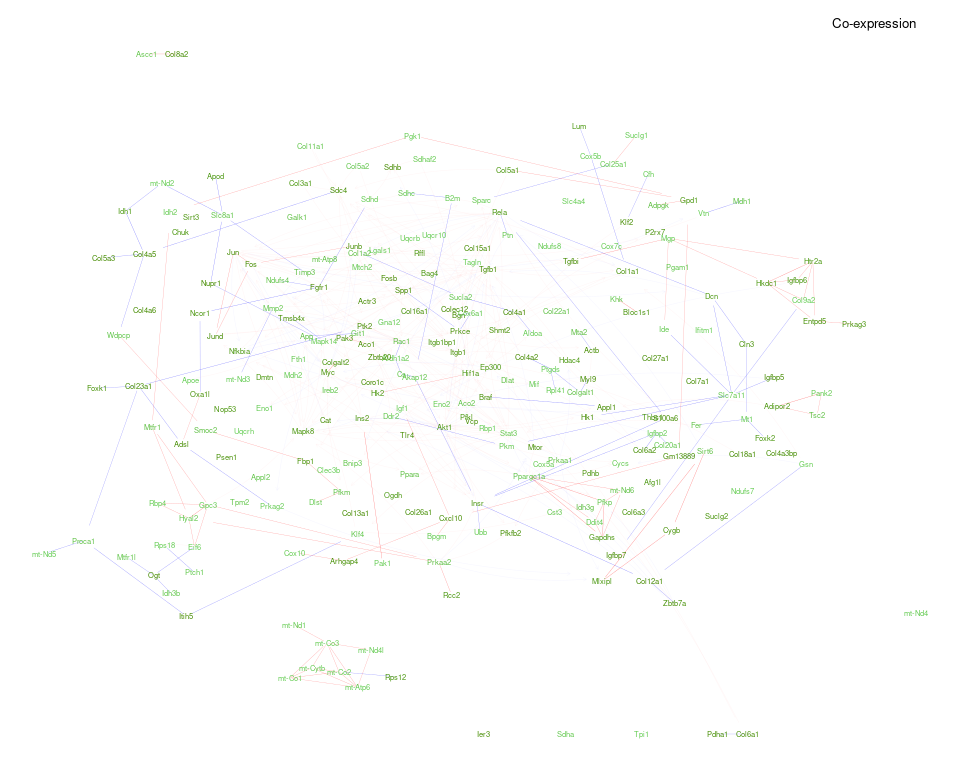 Co-expression
Ascc1 Col8a2
Lum
Pgk1 Suclg1
Col11a1
Cox5b
Sdhaf2
Col5a2 Sdhb Col5a1 Col25a1
Apod Cfh
mt-Nd2 Col3a1
Sdc4 Sdhc B2m Sparc Gpd1
Sdhd Slc4a4 Adpgk Mdh1
Idh1 Idh2 Sirt3 Slc8a1 Galk1 Rela Vtn
Klf2
Chuk P2rx7
Uqcrb Uqcr10 Ptn Mgp
Junb Ndufs8 Cox7c
Jun Col1a2 Lgals1 Rffl Col15a1
Col4a5 Col5a3 mt-Atp8 Tagln Tgfbi Htr2a
Fos Mtch2 Tgfb1 Pgam1
Timp3 Bag4 Col1a1
Nupr1 Ndufs4 Fosb Hkdc1 Igfbp6
Fgfr1 Spp1 Sucla2
Actr3 Khk Dcn Col9a2
Col4a6 Mmp2 Col16a1 Colec12 Col4a1 Col22a1 Bloc1s1
Ncor1 Tmsb4x Gna12 Bgn Entpd5 Prkag3
Wdpcp Jund App Ptk2 Git1 Prkce Shmt2 Aldoa Mta2 Ide Ifitm1
Pak3 Mapk14 Rac1 Itgb1bp1 Cln3
Nfkbia Aco1 Itgb1 Actb
Fth1 Colgalt2 Zbtb20 Col4a2 Hdac4 Col27a1
Myc Ep300 Ptgds
Apoe mt-Nd3 Dmtn Mdh2 Akap12 Hif1a Dlat Mif Myl9 Col7a1 Igfbp5
Foxk1 Col23a1 Coro1c Rpl41 Colgalt1
Oxa1l Ireb2 Hk2 Braf Slc7a11 Pank2
Nop53 Eno1 Igf1 Eno2 Aco2 Appl1 Adipor2
Cat Ins2 Ddr2 Pfkl Hk1 S100a6 Mt1 Tsc2
Mtfr1 Smoc2 Uqcrh Mapk8 Tlr4 Akt1 Vcp Rbp1 Stat3 Igfbp2 Fer
Adsl Pkm Mtor Col20a1 Foxk2
Psen1 Fbp1 Bnip3 Prkaa1 Cycs Col6a2 Gm13889 Sirt6 Col18a1 Col4a3bp
Clec3b Cox5a Gsn
Appl2 Ppara Ppargc1a Pdhb Afg1l
Pfkm Ogdh mt-Nd6 Ndufs7
Rbp4 Gpc3 Tpm2 Prkag2 Dlst Insr Idh3g Pfkp
Hyal2 Col13a1 Col26a1 Cxcl10 Cst3 Col6a3 Suclg2
Ddit4
Klf4 Bpgm Ubb Pfkfb2 Gapdhs Cygb
Proca1 Rps18 Eif6
mt-Nd5 Mtfr1l Cox10 Arhgap4 Pak1 Prkaa2 Igfbp7
Ogt Ptch1 Mlxipl Col12a1
Idh3b Rcc2
Zbtb7a
Itih5 mt-Nd4
mt-Nd1
mt-Co3
mt-Nd4l
mt-Cytb mt-Co2
mt-Co1 Rps12
mt-Atp6
Ier3 Sdha Tpi1 Pdha1 Col6a1